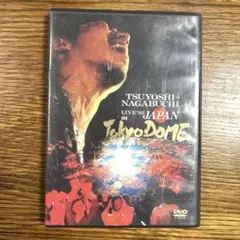 TSUYOSHI
NAGABUCHI
LIVE'92 JAPAN
IN
Tokyo DOME
DVD